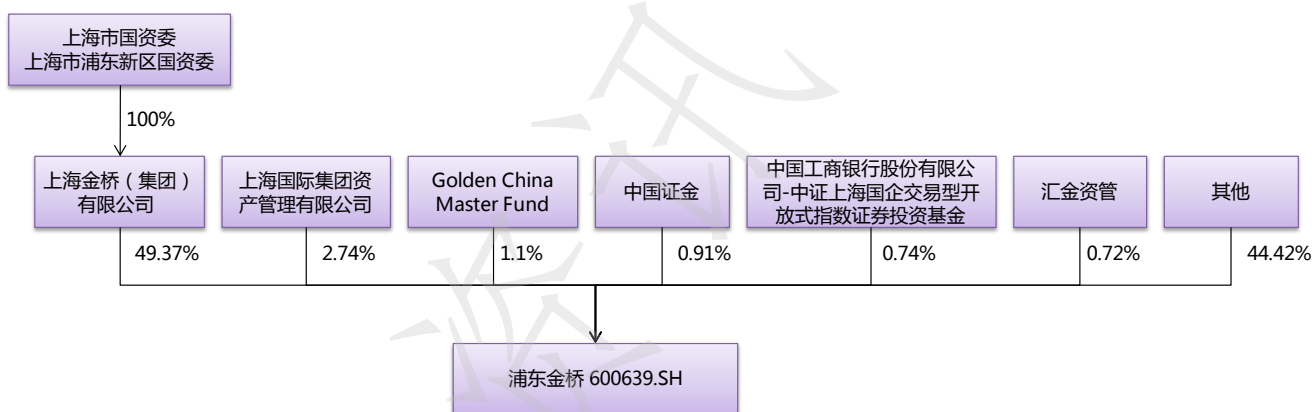 上海市国资委
上海市浦东新区国资委
100%
上海金桥（集团）
有限公司
上海国际集团资
产管理有限公司
Golden China
Master Fund
中国证金
中国工商银行股份有限公
司-中证上海国企交易型开
放式指数证券投资基金
汇金资管
其他
49.37%
2.74%
1.1%
0.91%
0.74%
0.72%
44.42%
浦东金桥 600639.SH